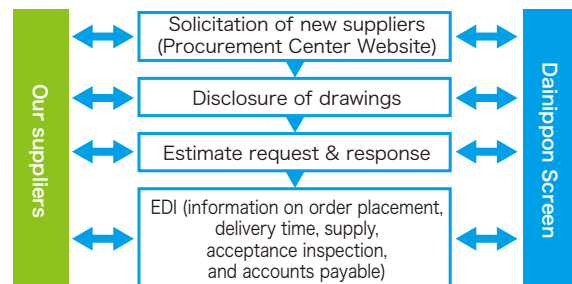 Our suppliers
Solicitation of new suppliers
(Procurement Center Website)
Disclosure of drawings
Estimate request & response
EDI (information on order placement,
delivery time, supply,
acceptance inspection,
and accounts payable)
Dainippon Screen